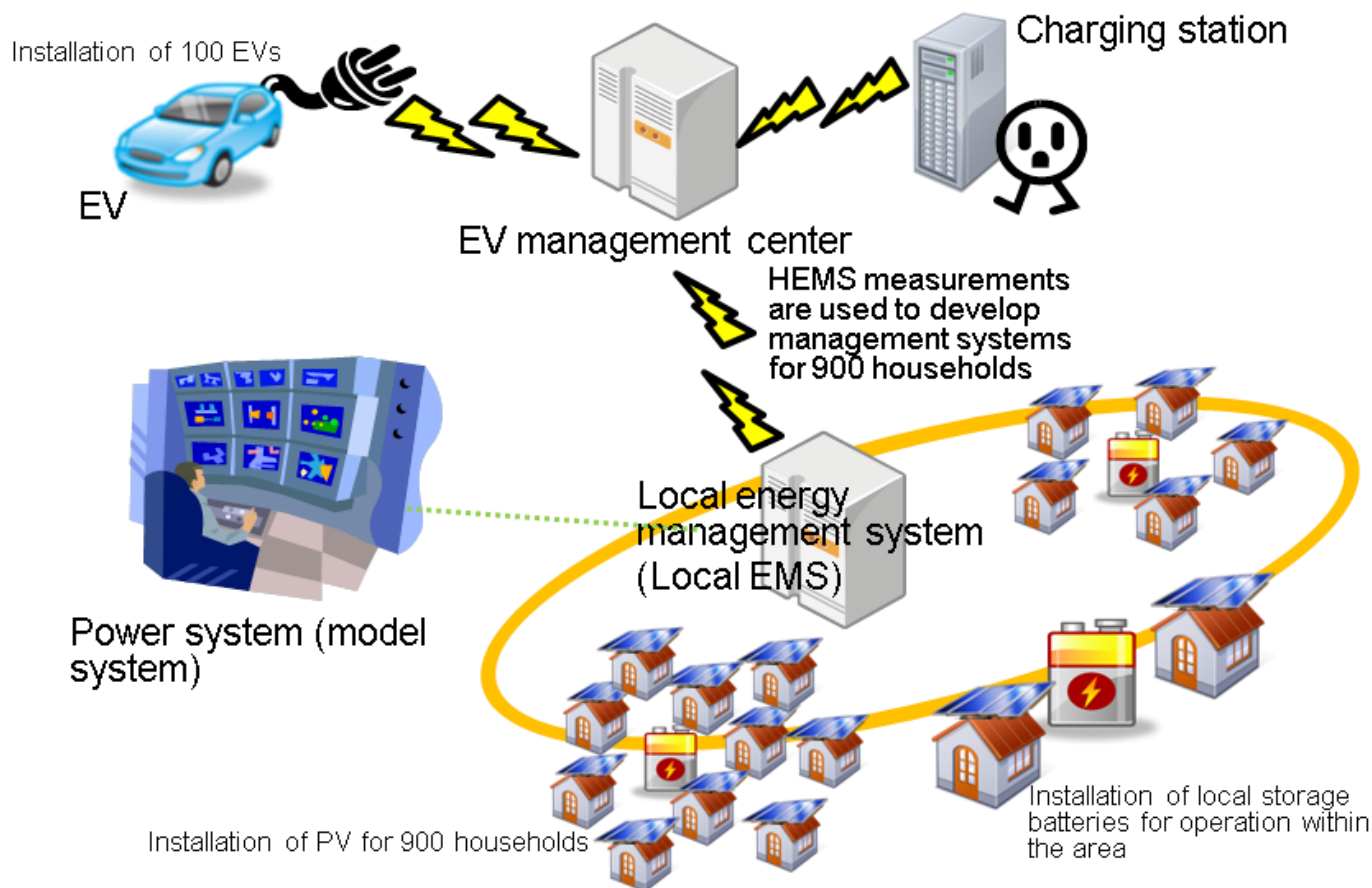 Installation of 100 EVs
Charging station
EV
EV management center
HEMS measurements
are used to develop
management systems
for 900 households
Local energy
management system
(Local EMS)
Power system (model
system)
Installation of PV for 900 households
Installation of local storage
batteries for operation within
the area